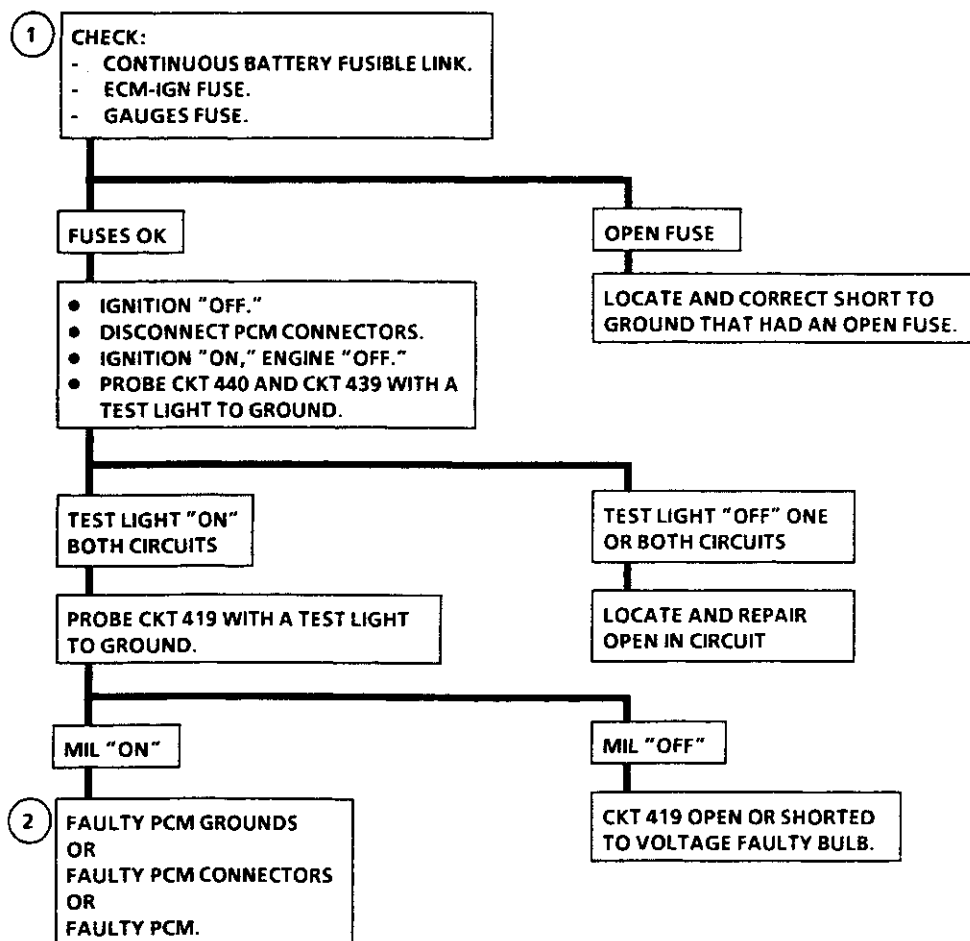 1
CHECK:
- CONTINUOUS BATTERY FUSIBLE LINK.
- ECM-IGN FUSE.
- GAUGES FUSE.
FUSES OK
OPEN FUSE
● IGNITION "OFF."
● DISCONNECT PCM CONNECTORS.
● IGNITION "ON," ENGINE "OFF."
● PROBE CKT 440 AND CKT 439 WITH A
TEST LIGHT TO GROUND.
LOCATE AND CORRECT SHORT TO
GROUND THAT HAD AN OPEN FUSE.
TEST LIGHT "ON"
BOTH CIRCUITS
TEST LIGHT "OFF" ONE
OR BOTH CIRCUITS
PROBE CKT 419 WITH A TEST LIGHT
TO GROUND.
LOCATE AND REPAIR
OPEN IN CIRCUIT
MIL "ON"
MIL "OFF"
2
FAULTY PCM GROUNDS
OR
FAULTY PCM CONNECTORS
OR
FAULTY PCM.
CKT 419 OPEN OR SHORTED
TO VOLTAGE FAULTY BULB.